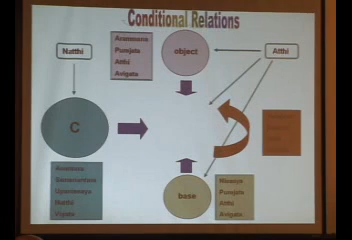 Conditional Relations
Natthi
Arammana
Purejata
Atthi
Avigata
object
Atthi
C
Anantara
Samanantara
Upanissaya
Natthi
Vigata
base
Nissaya
Purejata
Atthi
Avigata